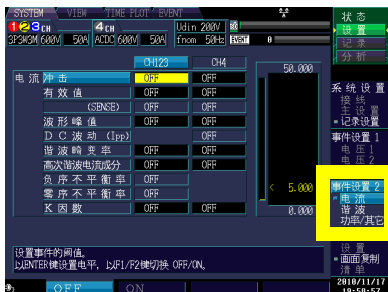 SYSTEM VIEW TIME PLOT EVENT
123CH 4CH Udin 200V
3P3W3M 600V 50A ACDC 600V 50A fnom 50Hz EVENT 0
状态
设置
记录
分析
CH123 CH4
电流 冲击 OFF OFF
有效值 OFF OFF
(SENSE) OFF OFF
波形峰值 OFF OFF
DC波动 (Ipp) OFF
谐波畸变率 OFF OFF
高次谐波电流成分 OFF OFF
负序不平衡率 OFF
零序不平衡率 OFF
K因数 OFF OFF
50.000
< 5.000
0.000
系统设置
接线
主设置
记录设置
事件设置1
电压1
电压2
事件设置2
电流
谐波
功率/其它
设置
画面复制
清单
设置事件的阈值。
以ENTER键设置电平, 以F1/F2键切换 OFF/ON。
OFF ON
2010/11/17
19:50:57